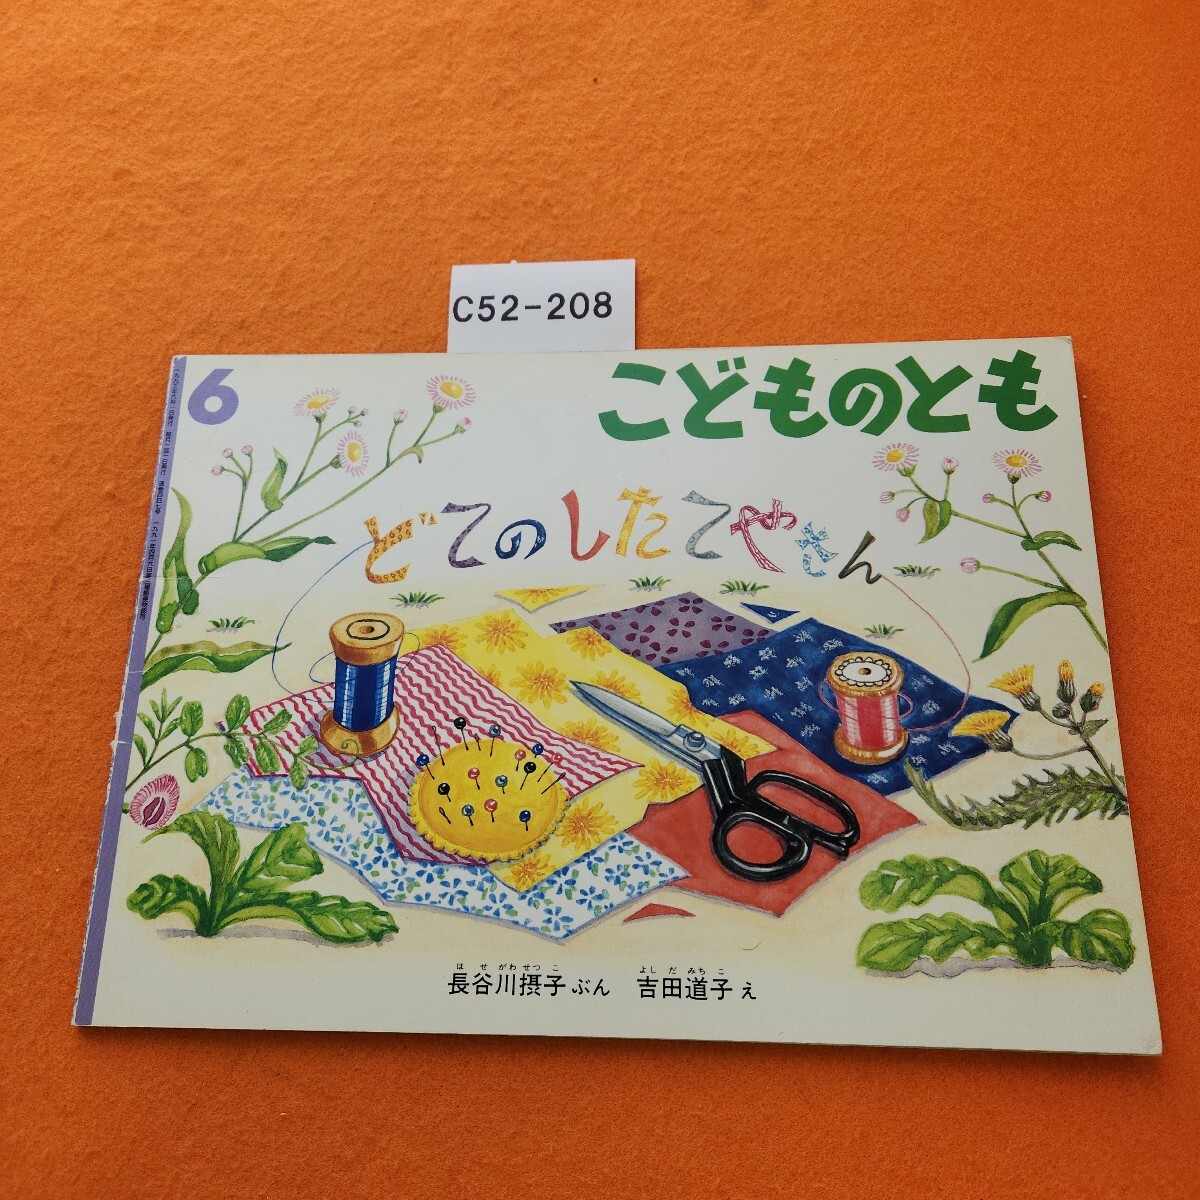 C52-208
6
こどものとも
どてのしたてやさん
は せ がわ せつ こ
長谷川摂子 ぶん
よし だ みち こ
吉田道子 え